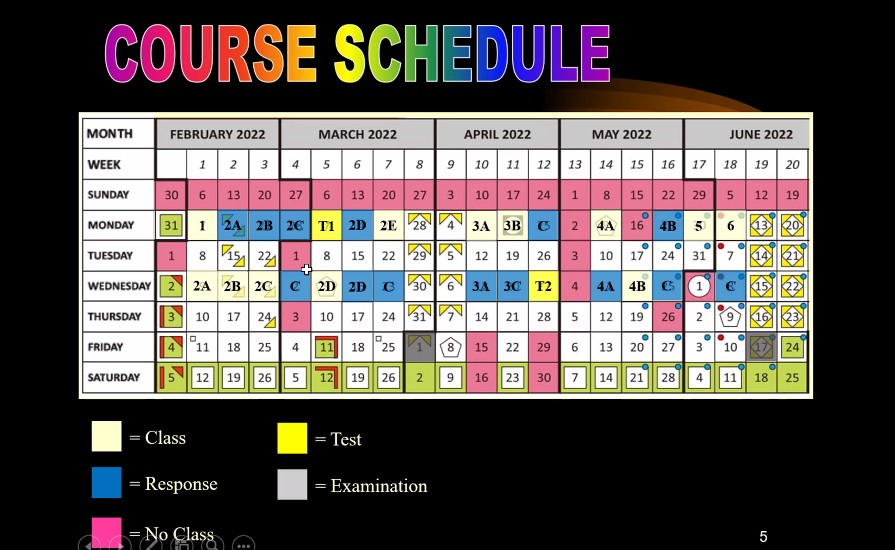 COURSE SCHEDULE
MONTH FEBRUARY 2022 MARCH 2022 APRIL 2022 MAY 2022 JUNE 2022
WEEK 1 2 3 4 5 6 7 8 9 10 11 12 13 14 15 16 17 18 19 20
SUNDAY 30 6 13 20 27 6 13 20 27 3 10 17 24 1 8 15 22 29 5 12 19
MONDAY 31 1 2A 2B 2C T1 2D 2E 28 4 3A 3B C 2 4A 16 4B 5 6 13 20
TUESDAY 1 8 15 22 1 8 15 22 29 5 12 19 26 3 10 17 24 31 7 14 21
WEDNESDAY 2 2A 2B 2C C 2D 2D C 30 6 3A 3C T2 4 4A 4B C 1 C 15 22
THURSDAY 3 10 17 24 3 10 17 24 31 7 14 21 28 5 12 19 26 2 9 16 23
FRIDAY 4 11 18 25 4 11 18 25 1 8 15 22 29 6 13 20 27 3 10 17 24
SATURDAY 5 12 19 26 5 12 19 26 2 9 16 23 30 7 14 21 28 4 11 18 25
= Class = Test
= Response = Examination
= No Class
5